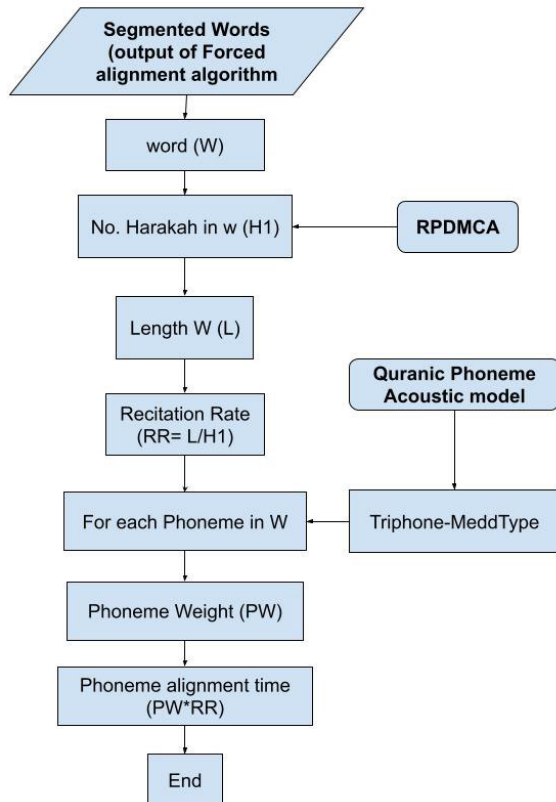 Segmented Words
(output of Forced
alignment algorithm
word (W)
No. Harakah in w (H1)
RPDMCA
Length W (L)
Quranic Phoneme
Acoustic model
Recitation Rate
(RR= L/H1)
For each Phoneme in W
Triphone-MeddType
Phoneme Weight (PW)
Phoneme alignment time
(PW*RR)
End